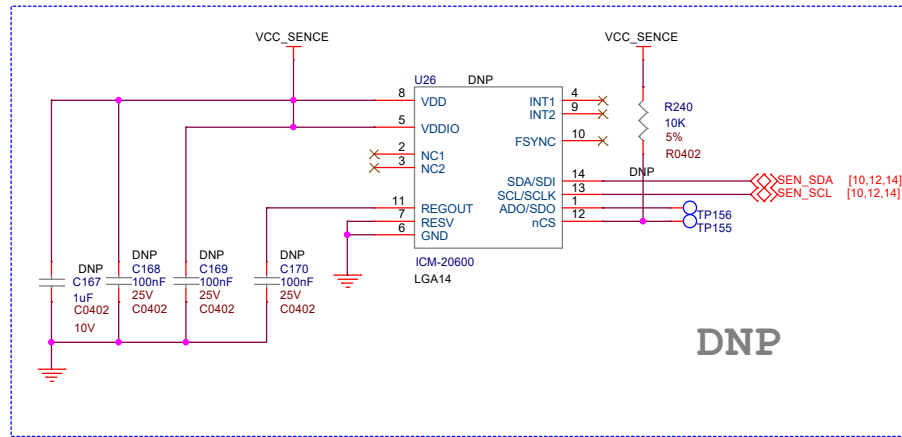 VCC_SENCE
VCC_SENCE
U26
DNP
8
VDD
INT1
4
R240
INT2
9
10K
5
VDDIO
5%
FSYNC
10
R0402
2
NC1
3
NC2
DNP
SDA/SDI
14
SEN_SDA [10,12,14]
SCL/SCLK
13
SEN_SCL [10,12,14]
11
REGOUT
ADO/SDO
1
TP156
7
RESV
nCS
12
TP155
6
GND
ICM-20600
LGA14
DNP
C167
1uF
C0402
10V
DNP
C168
100nF
25V
C0402
DNP
C169
100nF
25V
C0402
DNP
C170
100nF
25V
C0402
DNP